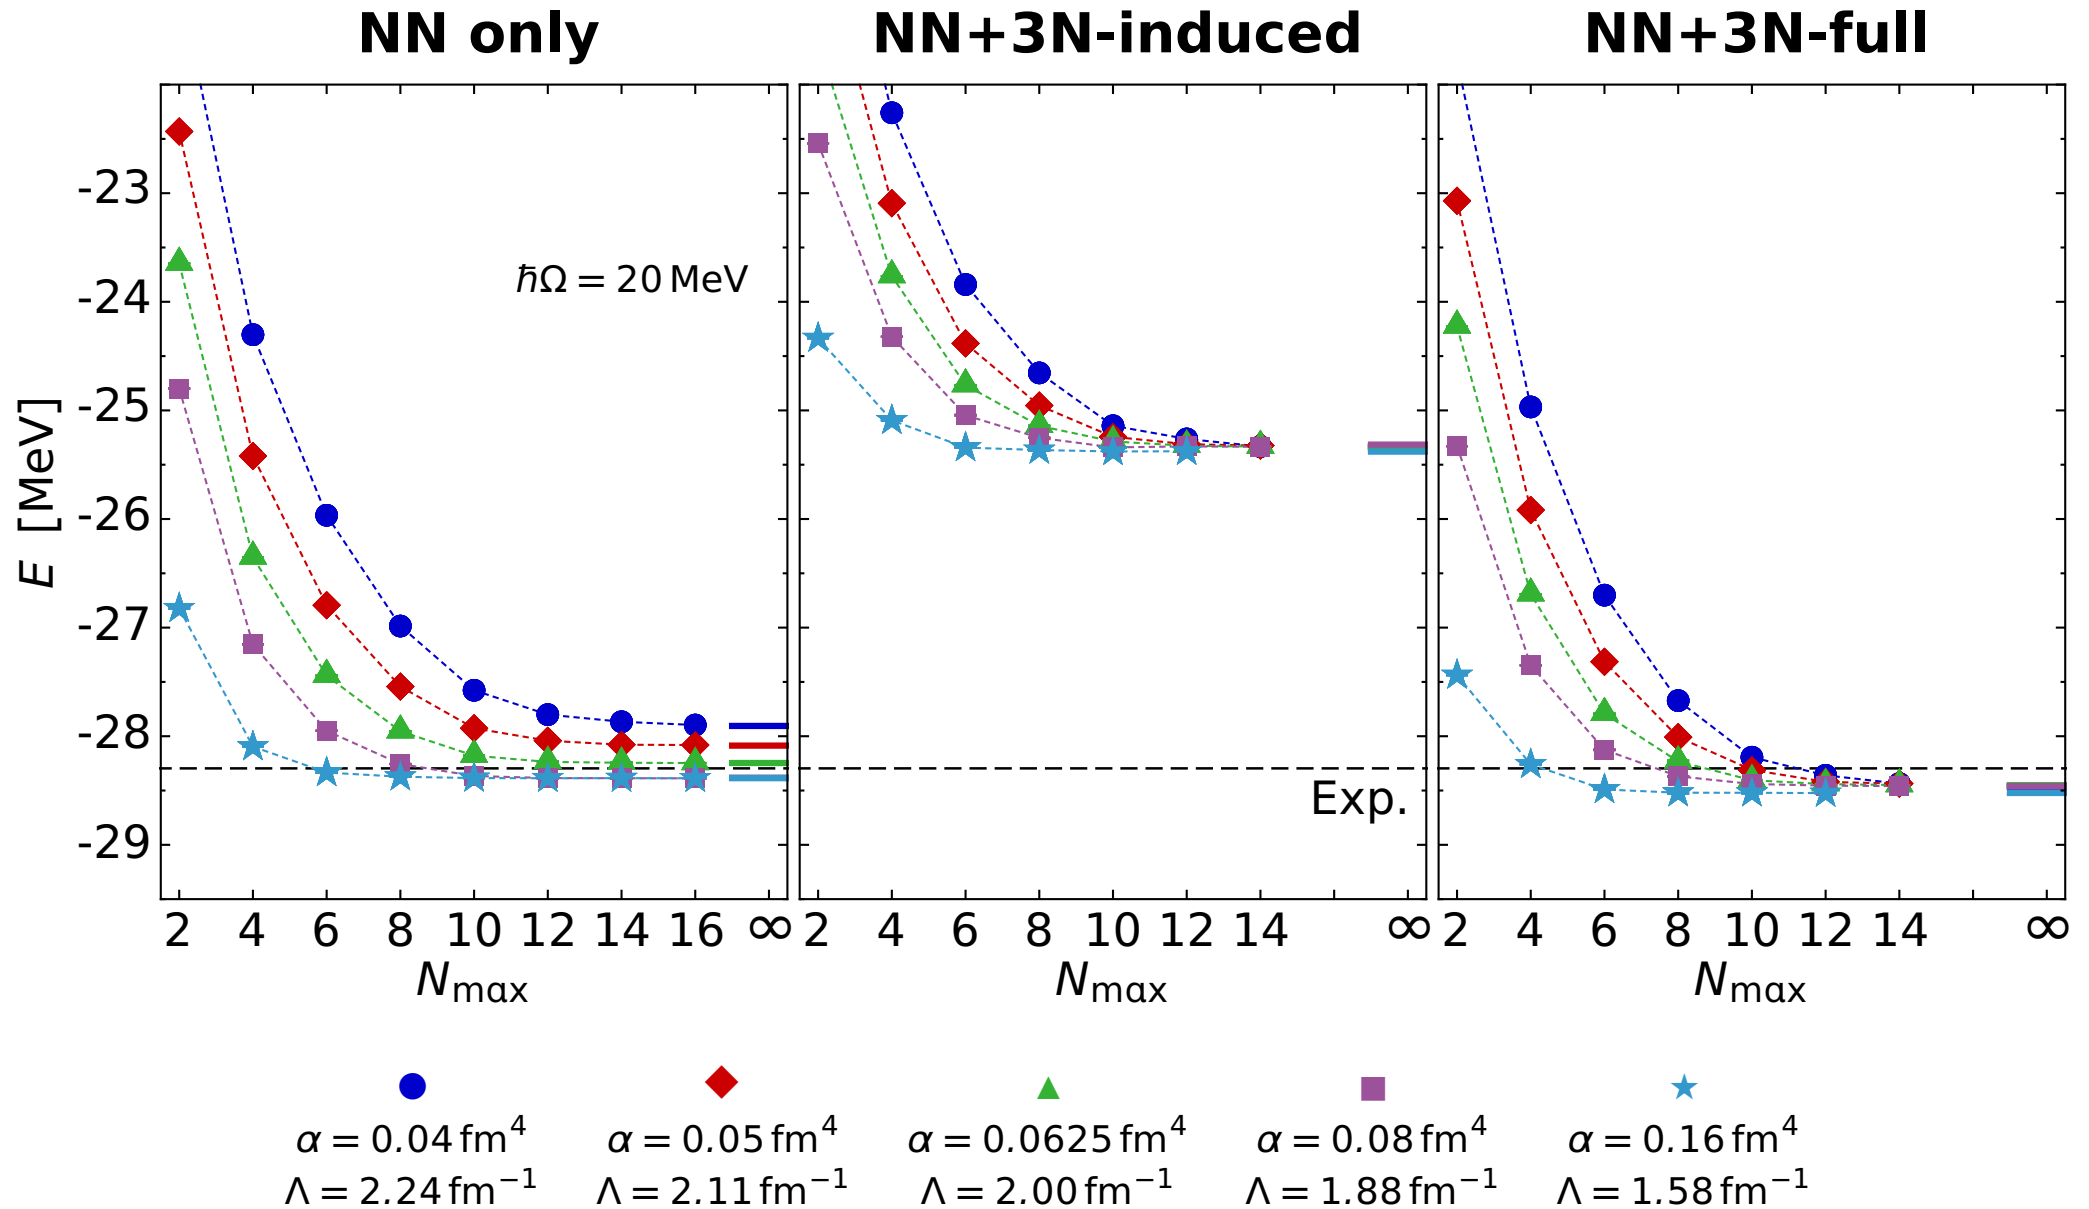 NN only NN+3N-induced NN+3N-full
E [MeV]
-23
-24
-25
-26
-27
-28
-29
ħΩ = 20 MeV
Exp.
2 4 6 8 10 12 14 16 ∞ 2 4 6 8 10 12 14 ∞ 2 4 6 8 10 12 14 ∞
N_max N_max N_max
α = 0.04 fm⁴ α = 0.05 fm⁴ α = 0.0625 fm⁴ α = 0.08 fm⁴ α = 0.16 fm⁴
Λ = 2.24 fm⁻¹ Λ = 2.11 fm⁻¹ Λ = 2.00 fm⁻¹ Λ = 1.88 fm⁻¹ Λ = 1.58 fm⁻¹